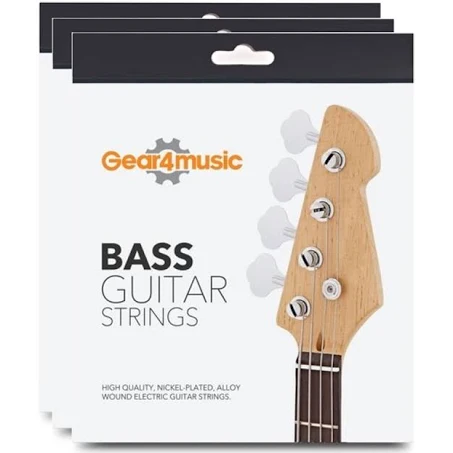 Gear4music
BASS
GUITAR
STRINGS
HIGH QUALITY, NICKEL-PLATED, ALLOY
WOUND ELECTRIC GUITAR STRINGS.